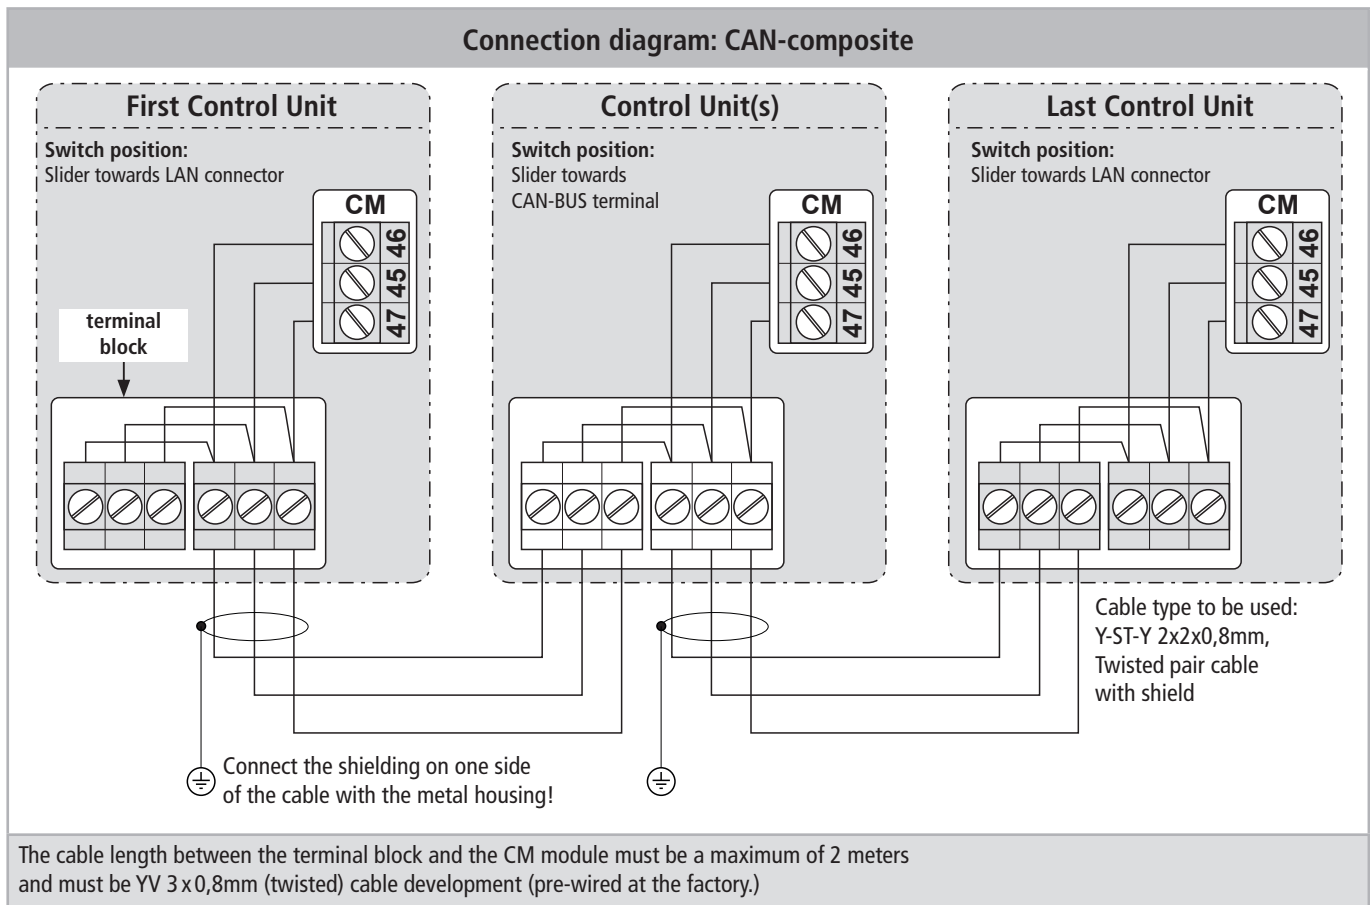 Connection diagram: CAN-composite
First Control Unit
Switch position:
Slider towards LAN connector
CM
46
45
47
terminal
block
Control Unit(s)
Switch position:
Slider towards
CAN-BUS terminal
CM
46
45
47
Last Control Unit
Switch position:
Slider towards LAN connector
CM
46
45
47
Cable type to be used:
Y-ST-Y 2x2x0,8mm,
Twisted pair cable
with shield
Connect the shielding on one side
of the cable with the metal housing!
The cable length between the terminal block and the CM module must be a maximum of 2 meters
and must be YV 3 x 0,8mm (twisted) cable development (pre-wired at the factory.)